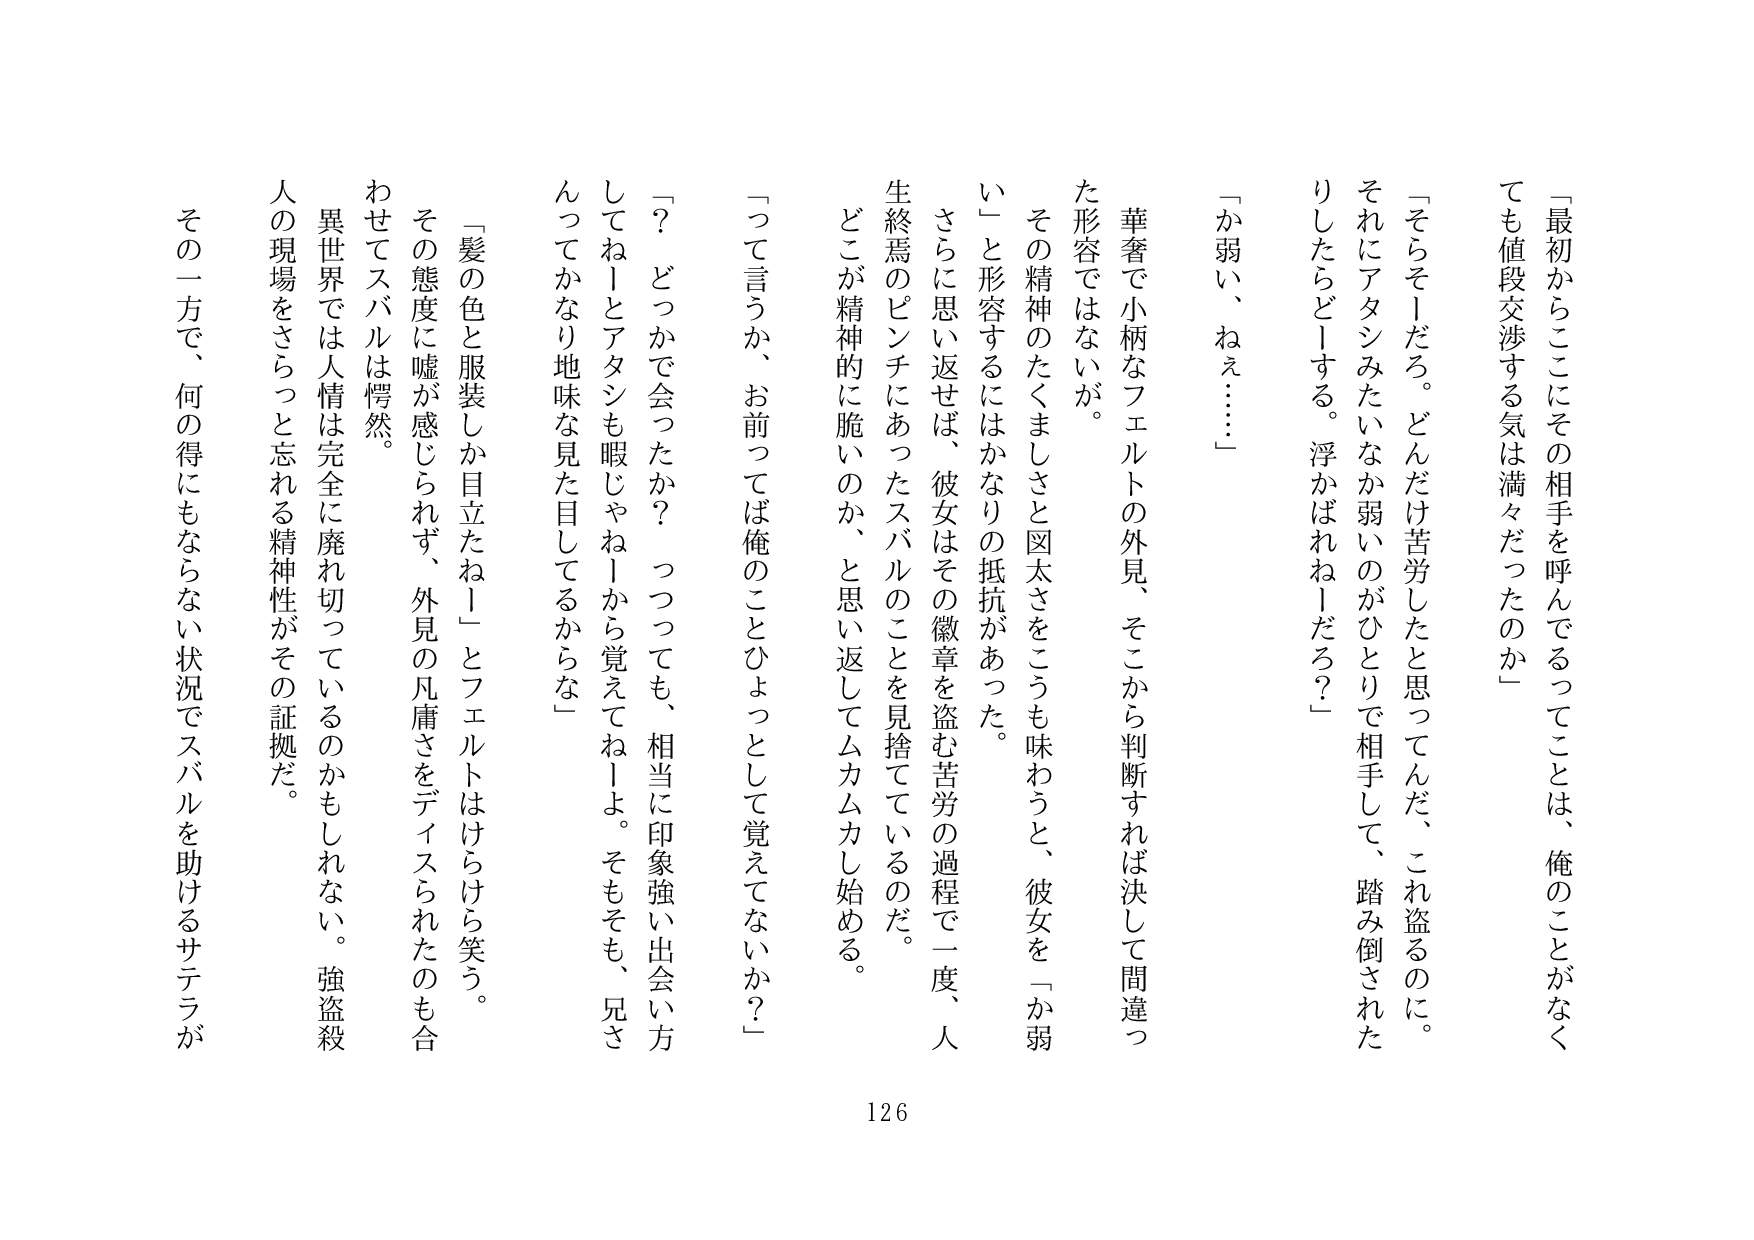 「最初からここにその相手を呼んでるってことは、俺のことがなく
ても値段交渉する気は満々だったのか」
「そらそーだろ。どんだけ苦労したと思ってんだ、これ盗るのに。
それにアタシみたいなか弱いのがひとりで相手して、踏み倒された
りしたらどーする。浮かばれねーだろ？」
「か弱い、ねぇ……」
　華奢で小柄なフェルトの外見、そこから判断すれば決して間違っ
た形容ではないが。
　その精神のたくましさと図太さをこうも味わうと、彼女を「か弱
い」と形容するにはかなりの抵抗があった。
　さらに思い返せば、彼女はその徽章を盗む苦労の過程で一度、人
生終焉のピンチにあったスバルのことを見捨てているのだ。
　どこが精神的に脆いのか、と思い返してムカムカし始める。
「って言うか、お前ってば俺のことひょっとして覚えてないか？」
「？　どっかで会ったか？　つつっても、相当に印象強い出会い方
してねーとアタシも暇じゃねーから覚えてねーよ。そもそも、兄さ
んってかなり地味な見た目してるからな」
　「髪の色と服装しか目立たねー」とフェルトはけらけら笑う。
　その態度に嘘が感じられず、外見の凡庸さをディスられたのも合
わせてスバルは愕然。
　異世界では人情は完全に廃れ切っているのかもしれない。強盗殺
人の現場をさらっと忘れる精神性がその証拠だ。
　その一方で、何の得にもならない状況でスバルを助けるサテラが
126